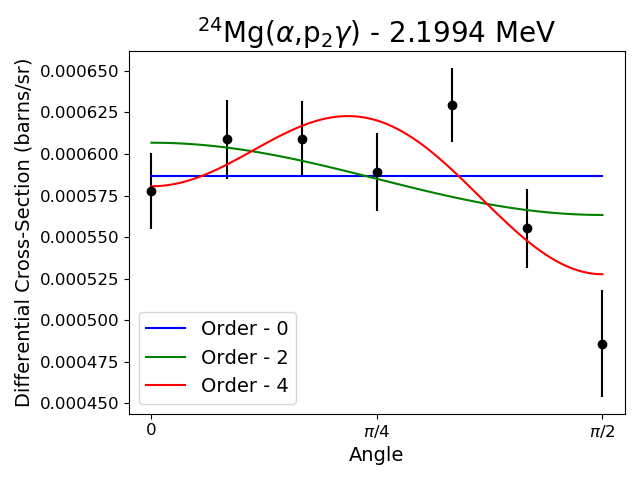 ²⁴Mg(α,p₂γ) - 2.1994 MeV
Differential Cross-Section (barns/sr)
0.000650
0.000625
0.000600
0.000575
0.000550
0.000525
0.000500
0.000475
0.000450
Order - 0
Order - 2
Order - 4
0 π/4 π/2
Angle